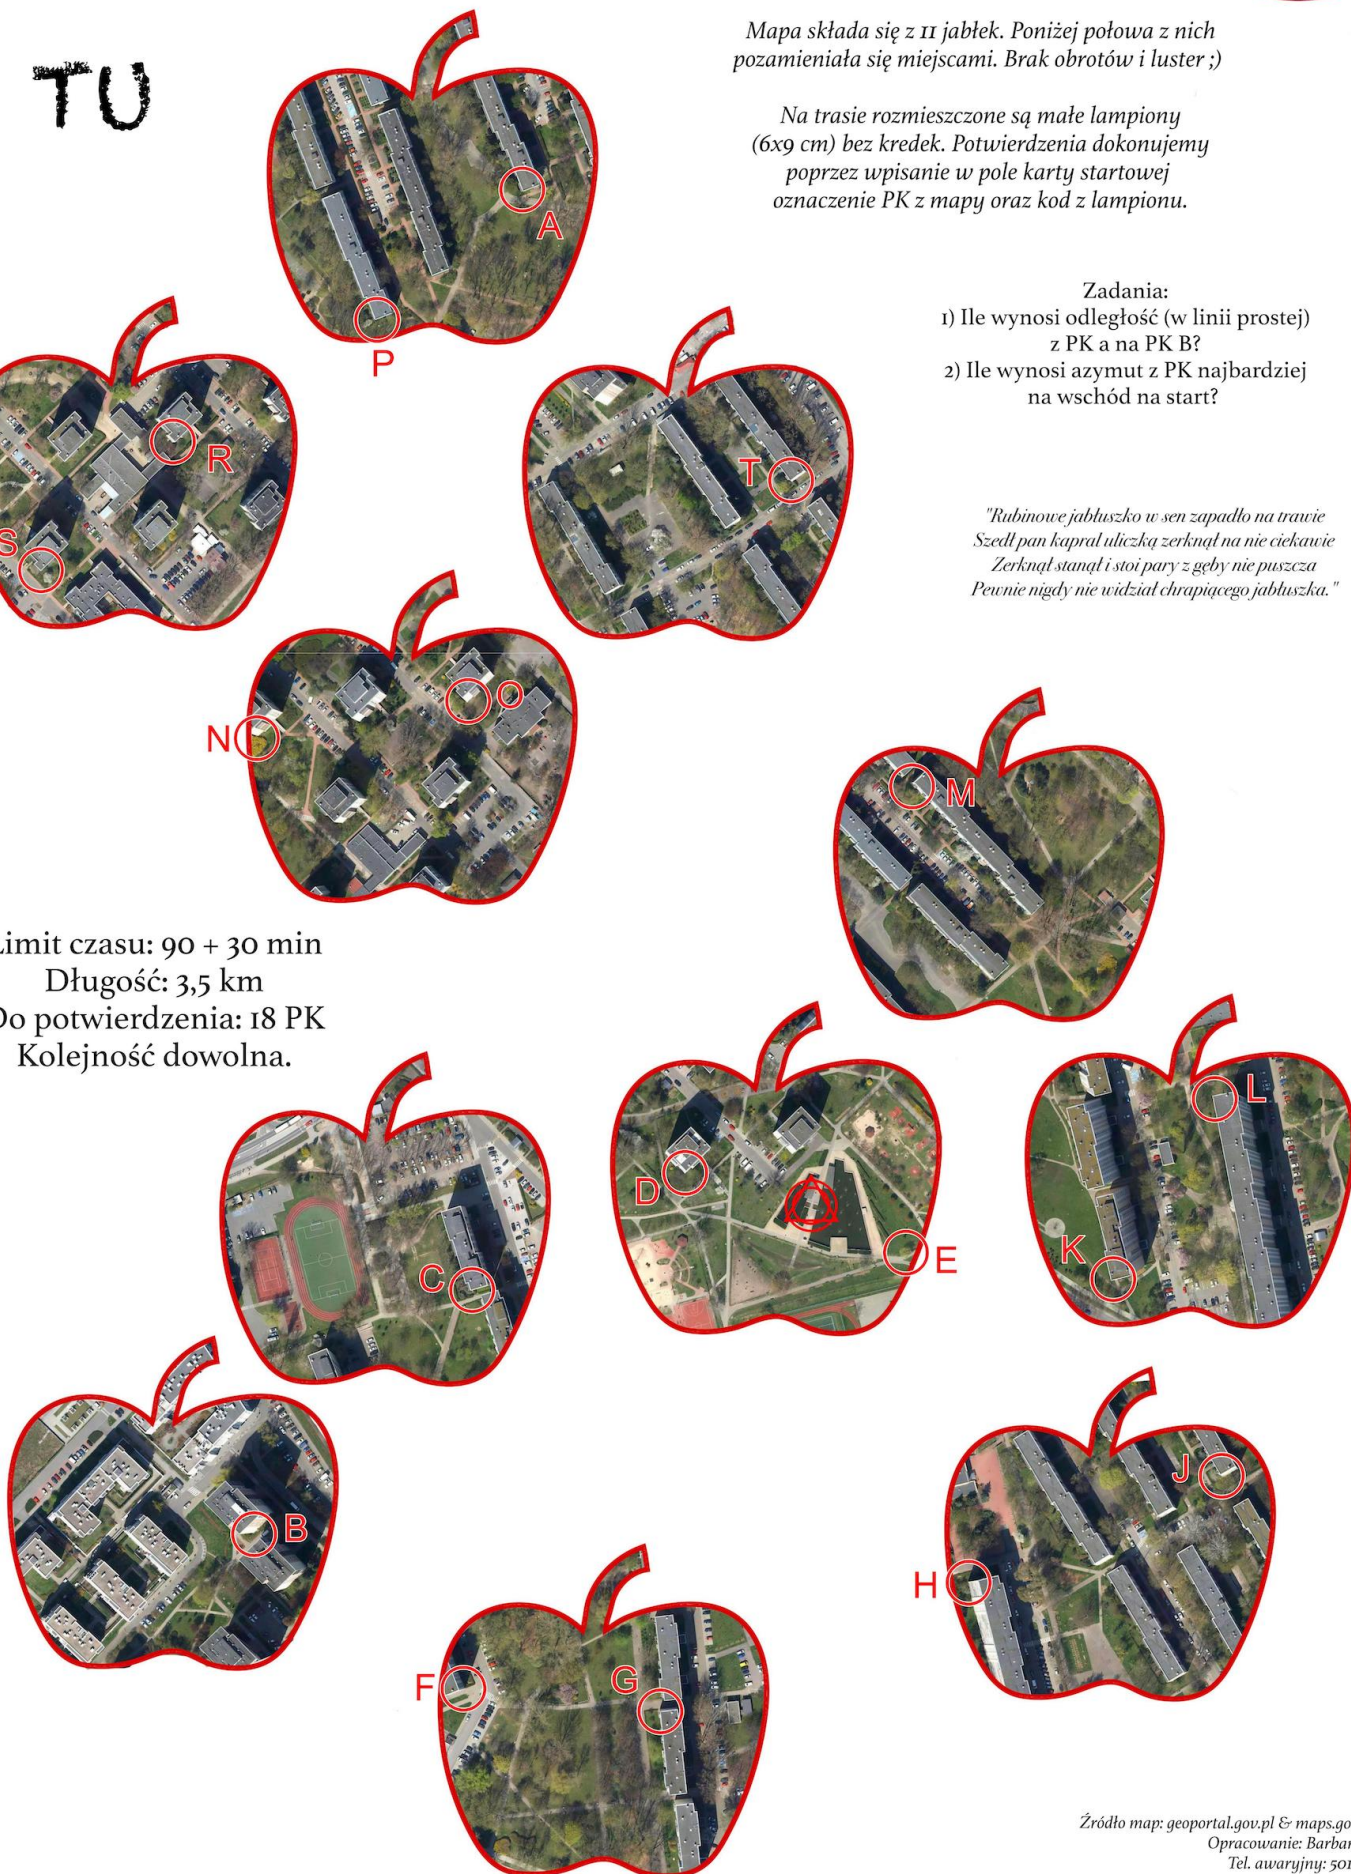 TU
Mapa składa się z 11 jabłek. Poniżej połowa z nich
pozamieniała się miejscami. Brak obrotów i luster ;)
Na trasie rozmieszczone są małe lampiony
(6x9 cm) bez kredek. Potwierdzenia dokonujemy
poprzez wpisanie w pole karty startowej
oznaczenie PK z mapy oraz kod z lampionu.
A
P
Zadania:
1) Ile wynosi odległość (w linii prostej)
z PK a na PK B?
2) Ile wynosi azymut z PK najbardziej
na wschód na start?
R
S
T
"Rubinowe jabłuszko w sen zapadło na trawie
Szedł pan kapral uliczką zerknął na nie ciekawie
Zerknął stanął i stoi pary z gęby nie puszcza
Pewnie nigdy nie widział chrapiącego jabłuszka."
N
O
M
Limit czasu: 90 + 30 min
Długość: 3,5 km
Do potwierdzenia: 18 PK
Kolejność dowolna.
L
D
E
K
C
B
J
H
F
G
Źródło map: geoportal.gov.pl & maps.go
Opracowanie: Barbar
Tel. awaryjny: 501